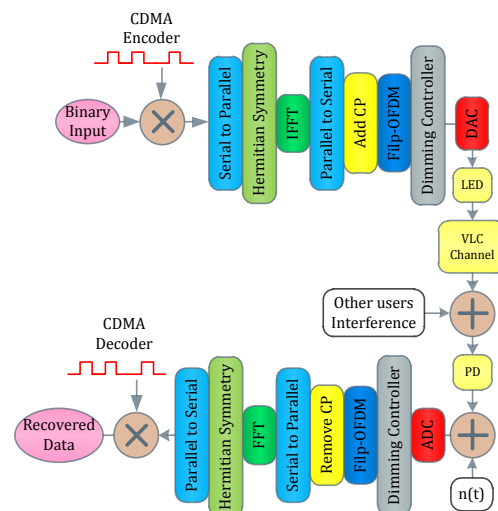 CDMA
Encoder
Binary
Input
Serial to Parallel
Hermitian Symmetry
IFFT
Parallel to Serial
Add CP
Filp-OFDM
Dimming Controller
DAC
LED
VLC
Channel
Other users
Interference
PD
n(t)
ADC
Dimming Controller
Filp-OFDM
Remove CP
Serial to Parallel
FFT
Hermitian Symmetry
Parallel to Serial
CDMA
Decoder
Recovered
Data